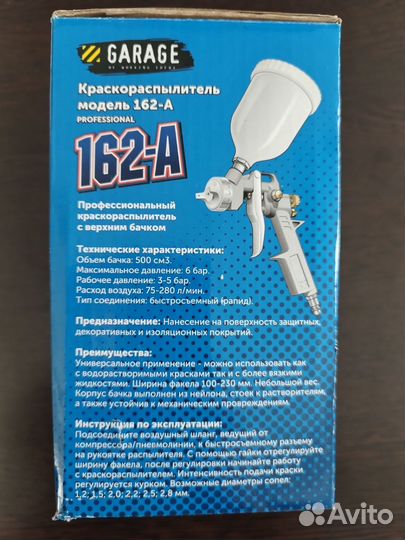 GARAGE
Краскораспылитель
модель 162-А
PROFESSIONAL
162-A
Профессиональный
краскораспылитель
с верхним бачком
Технические характеристики:
Объем бачка: 500 см3.
Максимальное давление: 6 бар.
Рабочее давление: 3-5 бар.
Расход воздуха: 75-280 л/мин.
Тип соединения: быстросъемный (рапид).
Предназначение: Нанесение на поверхность защитных,
декоративных и изоляционных покрытий.
Преимущества:
Универсальное применение - можно использовать как
с водорастворимыми красками так и с более вязкими
жидкостями. Ширина факела 100-230 мм. Небольшой вес.
Корпус бачка выполнен из нейлона, стоек к растворителям,
а также устойчив к механическим провреждениям.
Инструкция по эксплуатации:
Подсоедините воздушный шланг, ведущий от
компрессора/пневмолинии, к быстросъемному разъему
на рукоятке распылителя. С помощью гайки отрегулируйте
ширину факела, после регулировки начинайте работу
с краскораспылителем. Интенсивность подачи краски
регулируется курком. Возможные диаметры сопел:
1,2; 1,5; 2,0; 2,2; 2,5; 2,8 мм.
Avito